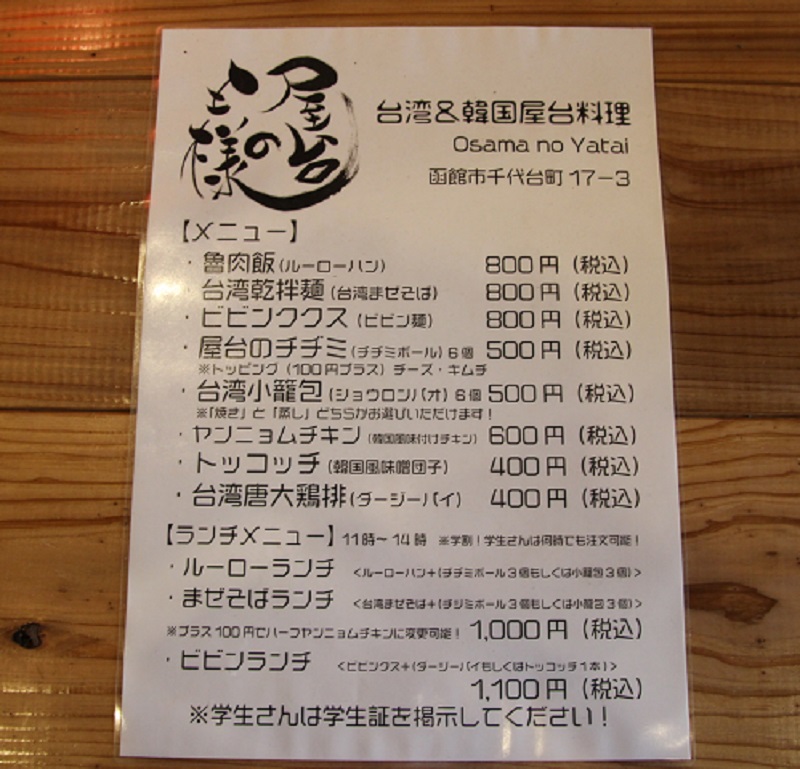 屋台の
王様
台湾&韓国屋台料理
Osama no Yatai
函館市千代台町 17-3
【メニュー】
・魯肉飯(ルーローハン) 800円(税込)
・台湾乾拌麺(台湾まぜそば) 800円(税込)
・ビビンククス(ビビン麺) 800円(税込)
・屋台のチヂミ(チヂミボール)6個 500円(税込)
※トッピング(100円プラス)チーズ・キムチ
・台湾小籠包(ショウロンパオ)6個 500円(税込)
※「焼き」と「蒸し」どちらがお選びいただけます!
・ヤンニョムチキン(韓国風味付けチキン) 600円(税込)
・トッコッチ(韓国風味噌団子) 400円(税込)
・台湾唐大鶏排(ダージーパイ) 400円(税込)
【ランチメニュー】11時~14時 ※学割!学生さんは何時でも注文可能!
・ルーローランチ <ルーローハン+(チヂミボール3個もしくは小籠包3個)>
・まぜそばランチ <台湾まぜそば+(チヂミボール3個もしくは小籠包3個)>
※プラス100円でハーフヤンニョムチキンに変更可能! 1,000円(税込)
・ビビンランチ <ビビンクス+(ダージーパイもしくはトッコッチ1本)>
1,100円(税込)
※学生さんは学生証を掲示してください!